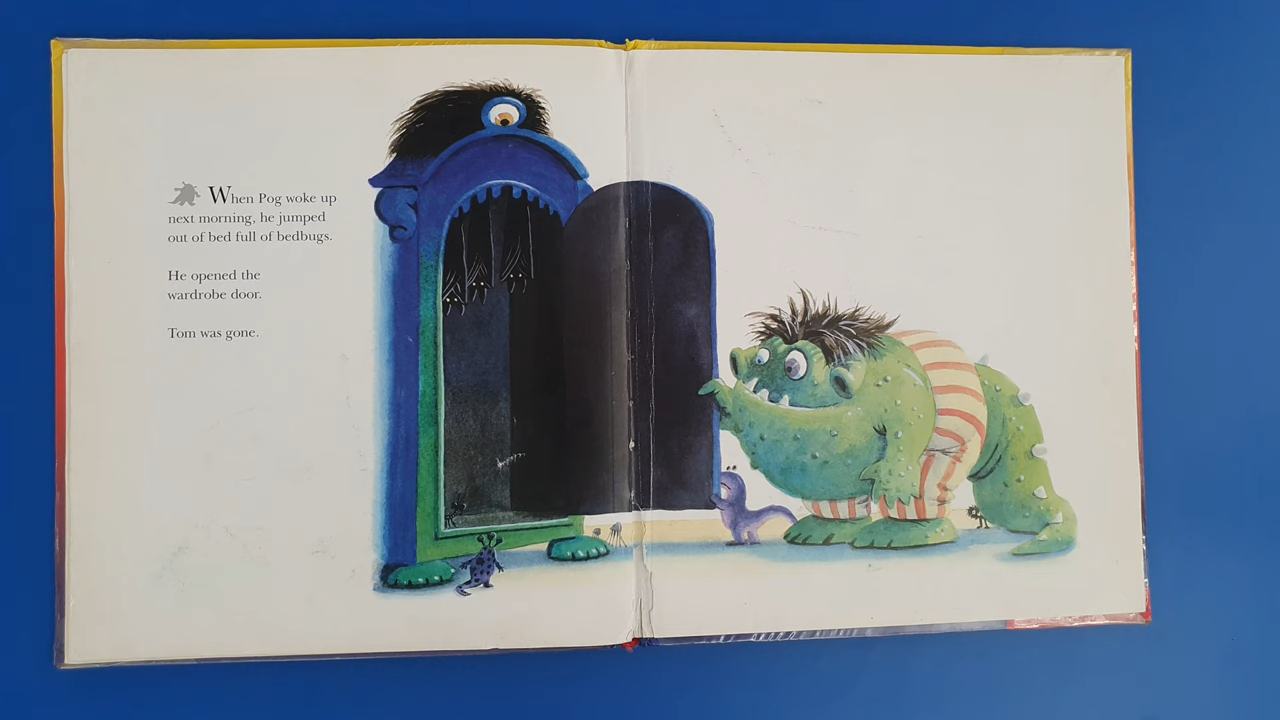 When Pog woke up
next morning, he jumped
out of bed full of bedbugs.
He opened the
wardrobe door.
Tom was gone.